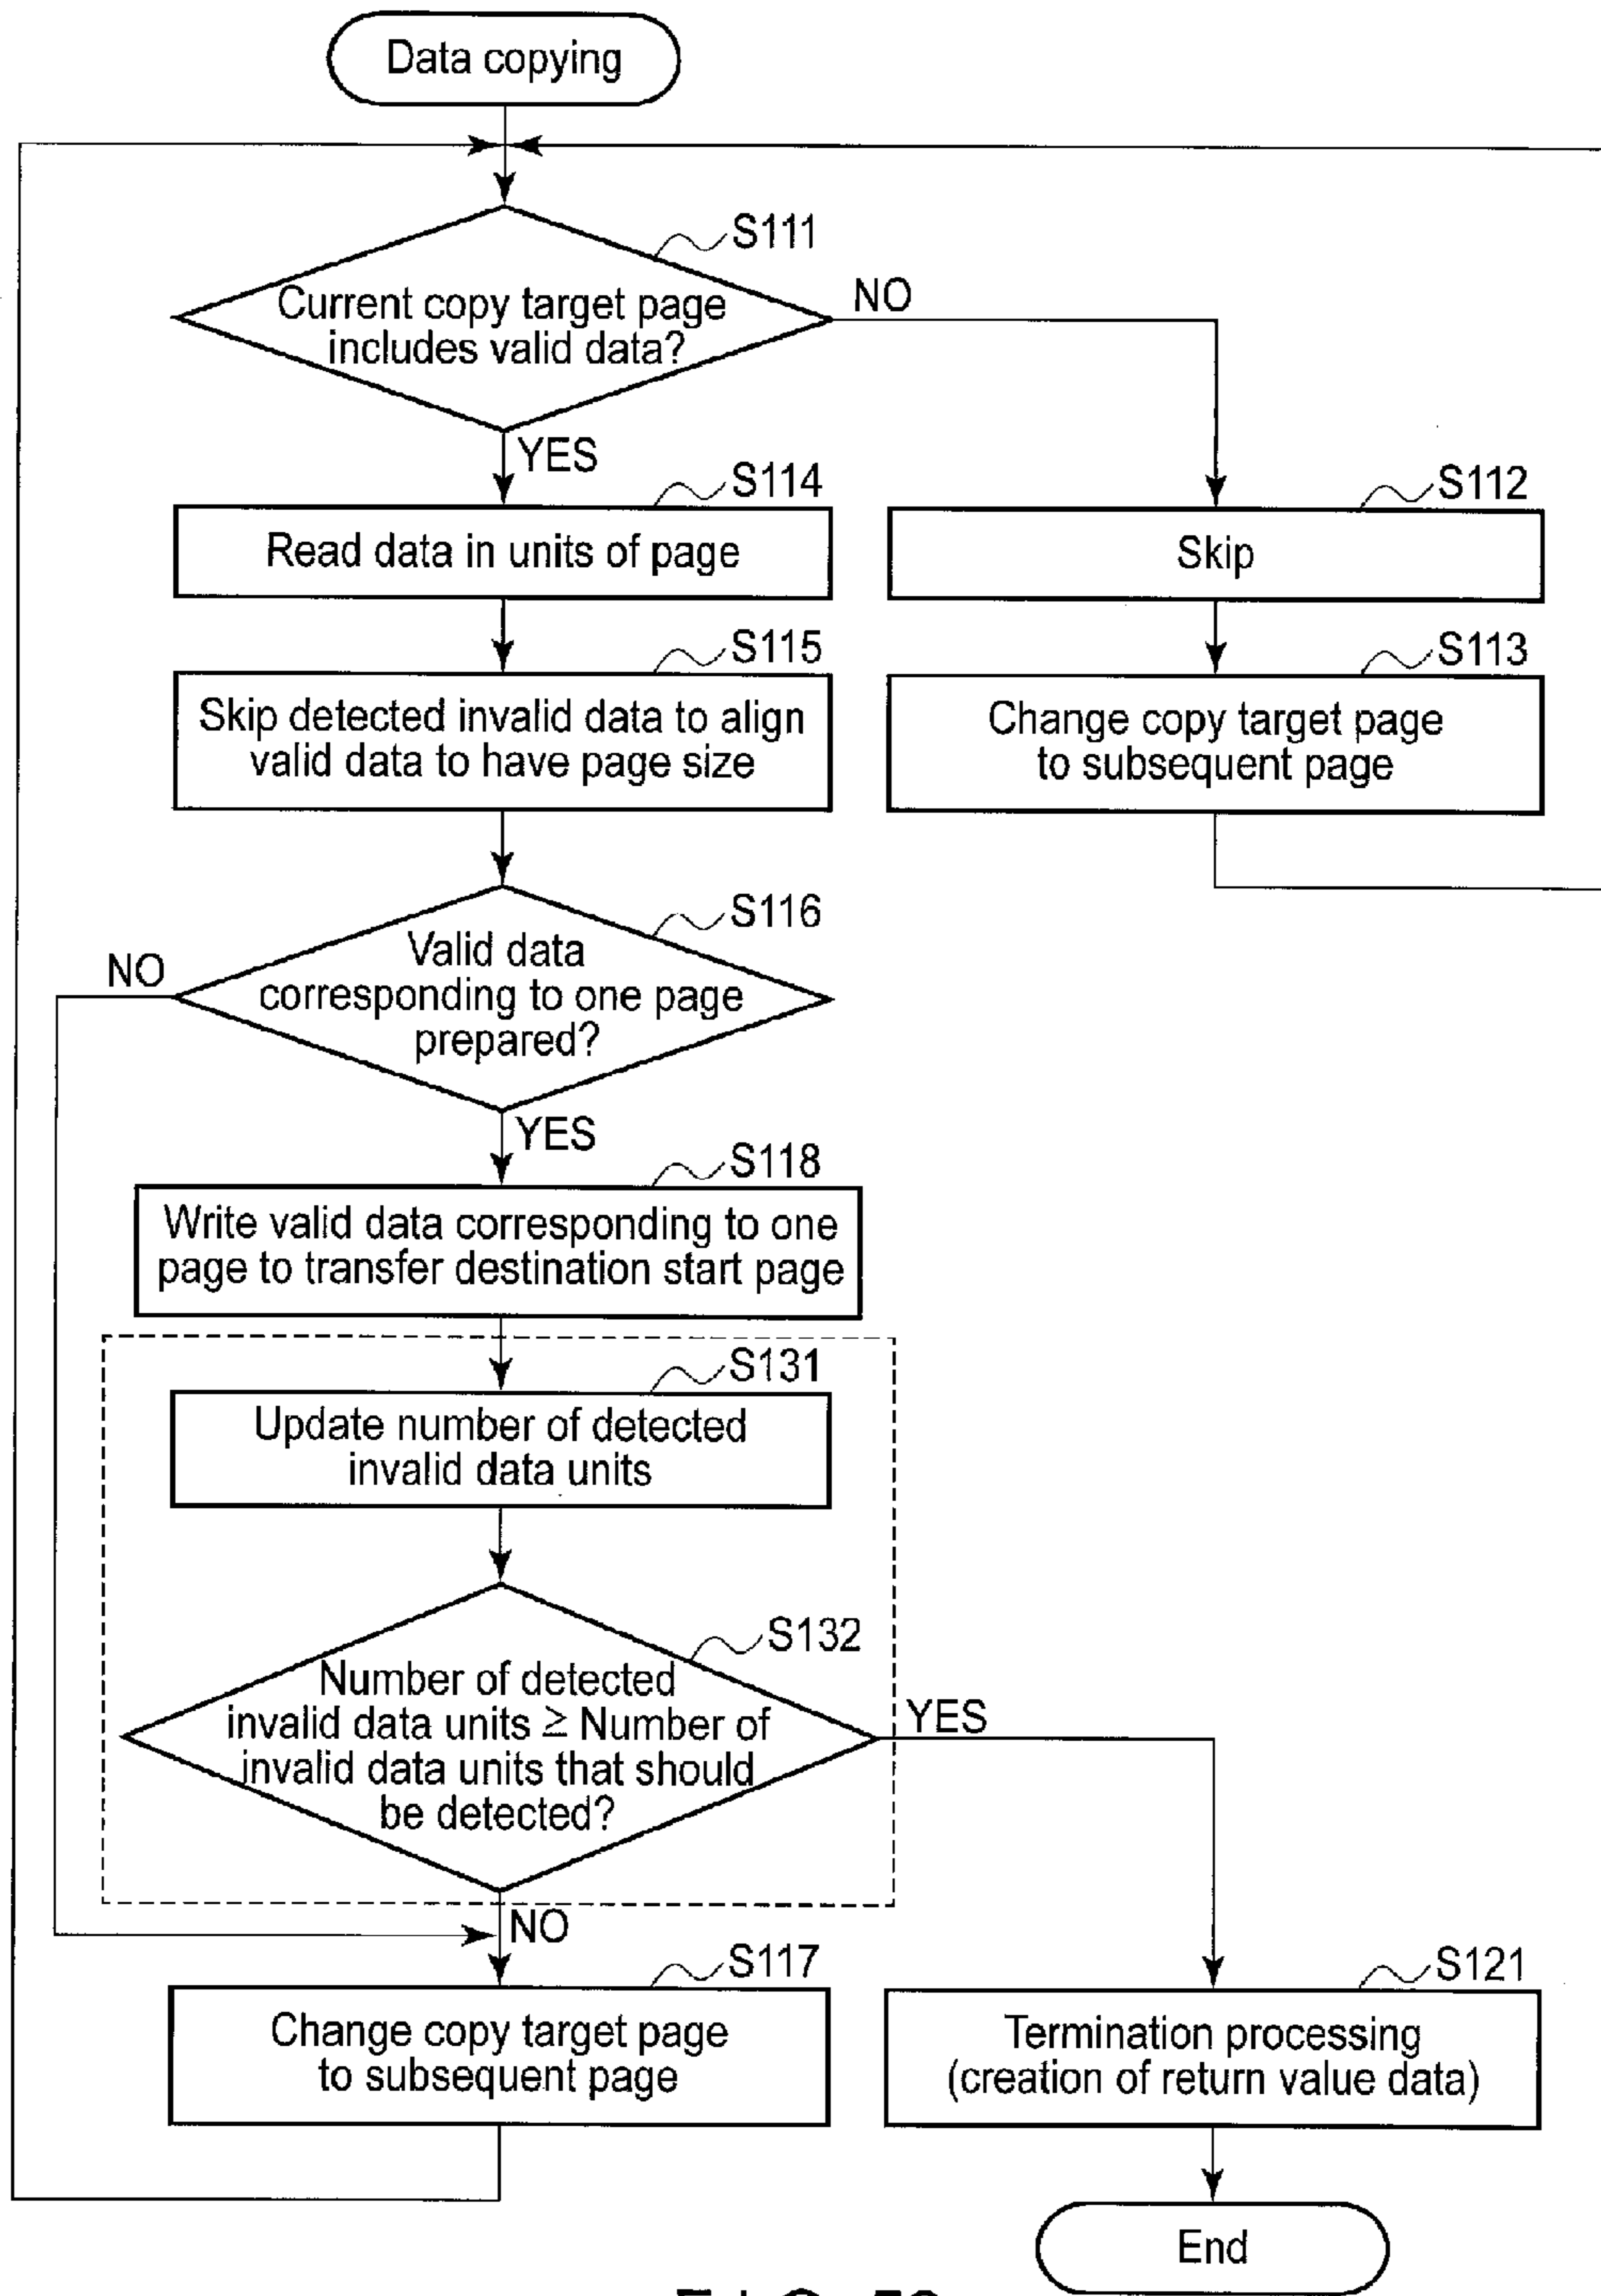 Data copying
S111
Current copy target page
includes valid data?
NO
YES
S114
Read data in units of page
S112
Skip
S115
Skip detected invalid data to align
valid data to have page size
S113
Change copy target page
to subsequent page
S116
Valid data
corresponding to one page
prepared?
NO
YES
S118
Write valid data corresponding to one
page to transfer destination start page
S131
Update number of detected
invalid data units
S132
Number of detected
invalid data units ≥ Number of
invalid data units that should
be detected?
YES
NO
S117
Change copy target page
to subsequent page
S121
Termination processing
(creation of return value data)
End